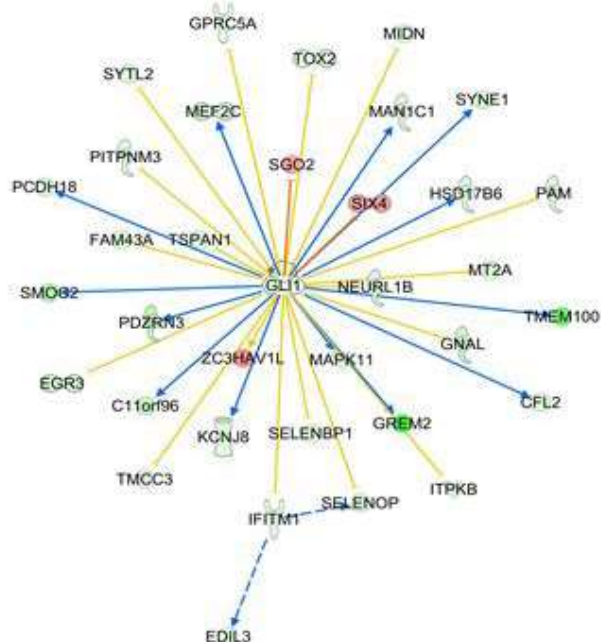 GPRC5A
MIDN
TOX2
SYTL2
SYNE1
MEF2C
MAN1C1
PITPNM3
SGO2
PCDH18
HSD17B6
PAM
SIX4
FAM43A
TSPAN1
MT2A
GLI1
NEURL1B
SMOC2
PDZRN3
TMEM100
GNAL
ZC3HAV1L
MAPK11
EGR3
C11orf96
CFL2
GREM2
KCNJ8
SELENBP1
TMCC3
ITPKB
SELENOP
IFITM1
EDIL3